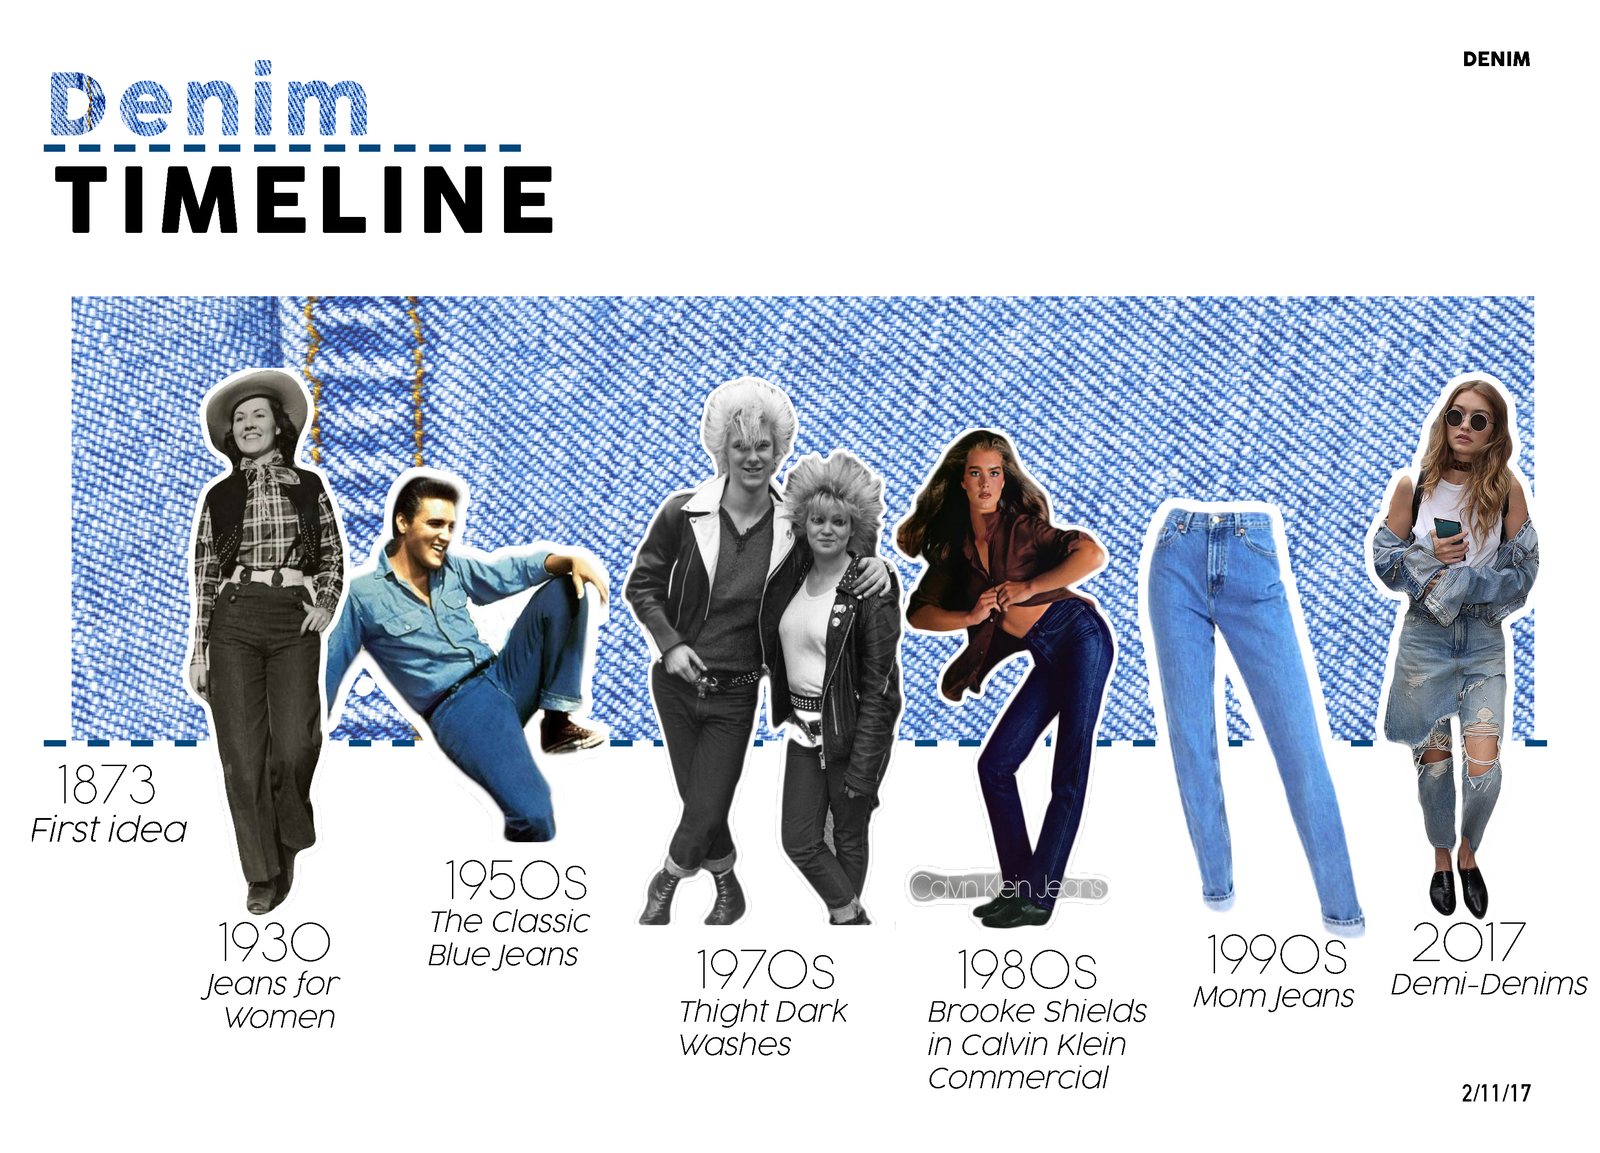 DENIM
Denim
TIMELINE
1873
First idea
1930
Jeans for
Women
1950s
The Classic
Blue Jeans
1970s
Thight Dark
Washes
Calvin Klein Jeans
1980s
Brooke Shields
in Calvin Klein
Commercial
1990s
Mom Jeans
2017
Demi-Denims
2/11/17